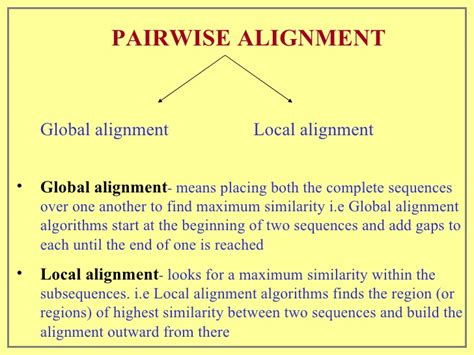 PAIRWISE ALIGNMENT
Global alignment Local alignment
• Global alignment- means placing both the complete sequences
over one another to find maximum similarity i.e Global alignment
algorithms start at the beginning of two sequences and add gaps to
each until the end of one is reached
• Local alignment- looks for a maximum similarity within the
subsequences. i.e Local alignment algorithms finds the region (or
regions) of highest similarity between two sequences and build the
alignment outward from there